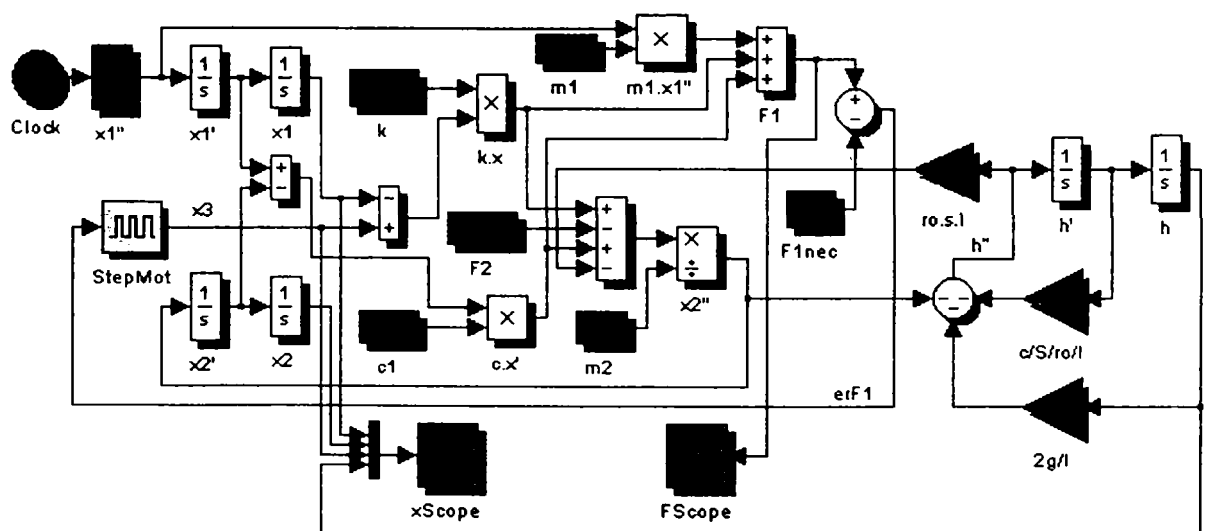 Clock
x1''
1
s
x1'
1
s
x1
k
×
k.x
m1
×
m1.x1''
+
+
+
F1
+
-
F1nec
+
-
StepMot
x3
-
+
F2
+
-
+
-
×
÷
x2''
ro.s.l
h''
1
s
h'
1
s
h
1
s
x2'
1
s
x2
c1
×
c.x'
m2
- -
-
c/S/ro/l
2g/l
erF1
xScope
FScope